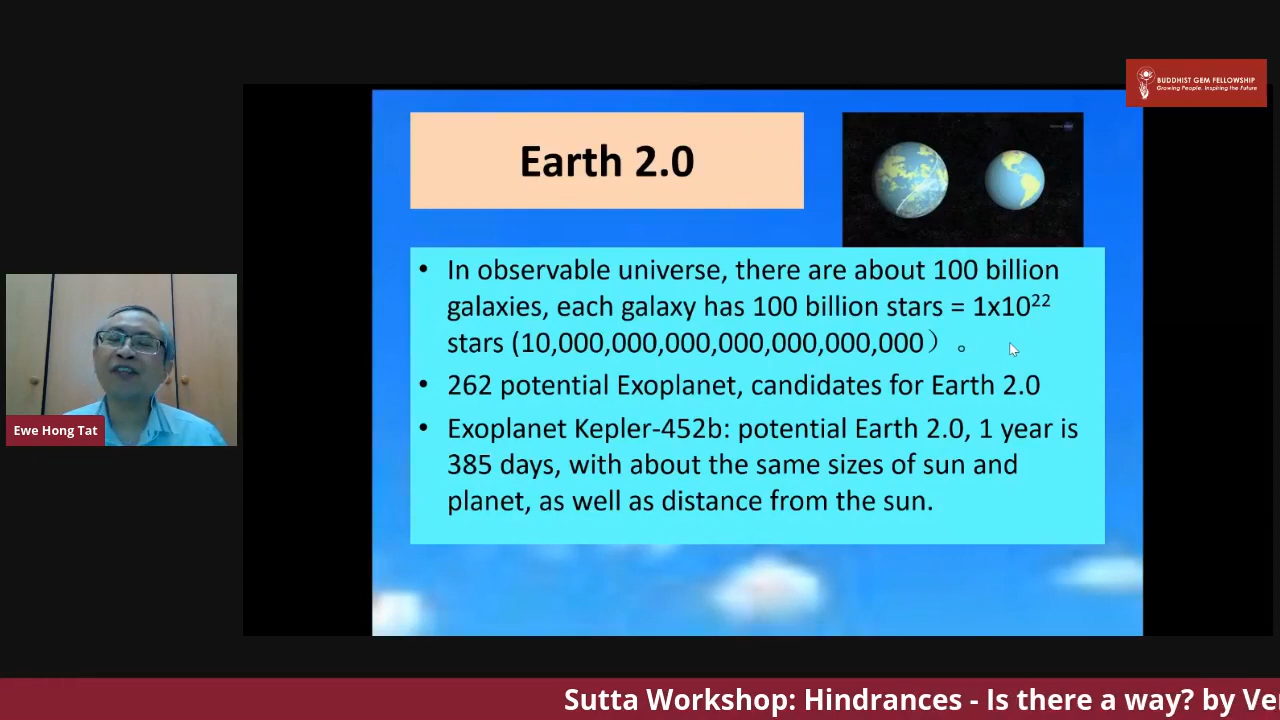 BUDDHIST GEM FELLOWSHIP
Growing People. Inspiring the Future
Earth 2.0
• In observable universe, there are about 100 billion
galaxies, each galaxy has 100 billion stars = 1x10²²
stars (10,000,000,000,000,000,000,000）。
• 262 potential Exoplanet, candidates for Earth 2.0
• Exoplanet Kepler-452b: potential Earth 2.0, 1 year is
385 days, with about the same sizes of sun and
planet, as well as distance from the sun.
Ewe Hong Tat
Sutta Workshop: Hindrances - Is there a way? by Ve